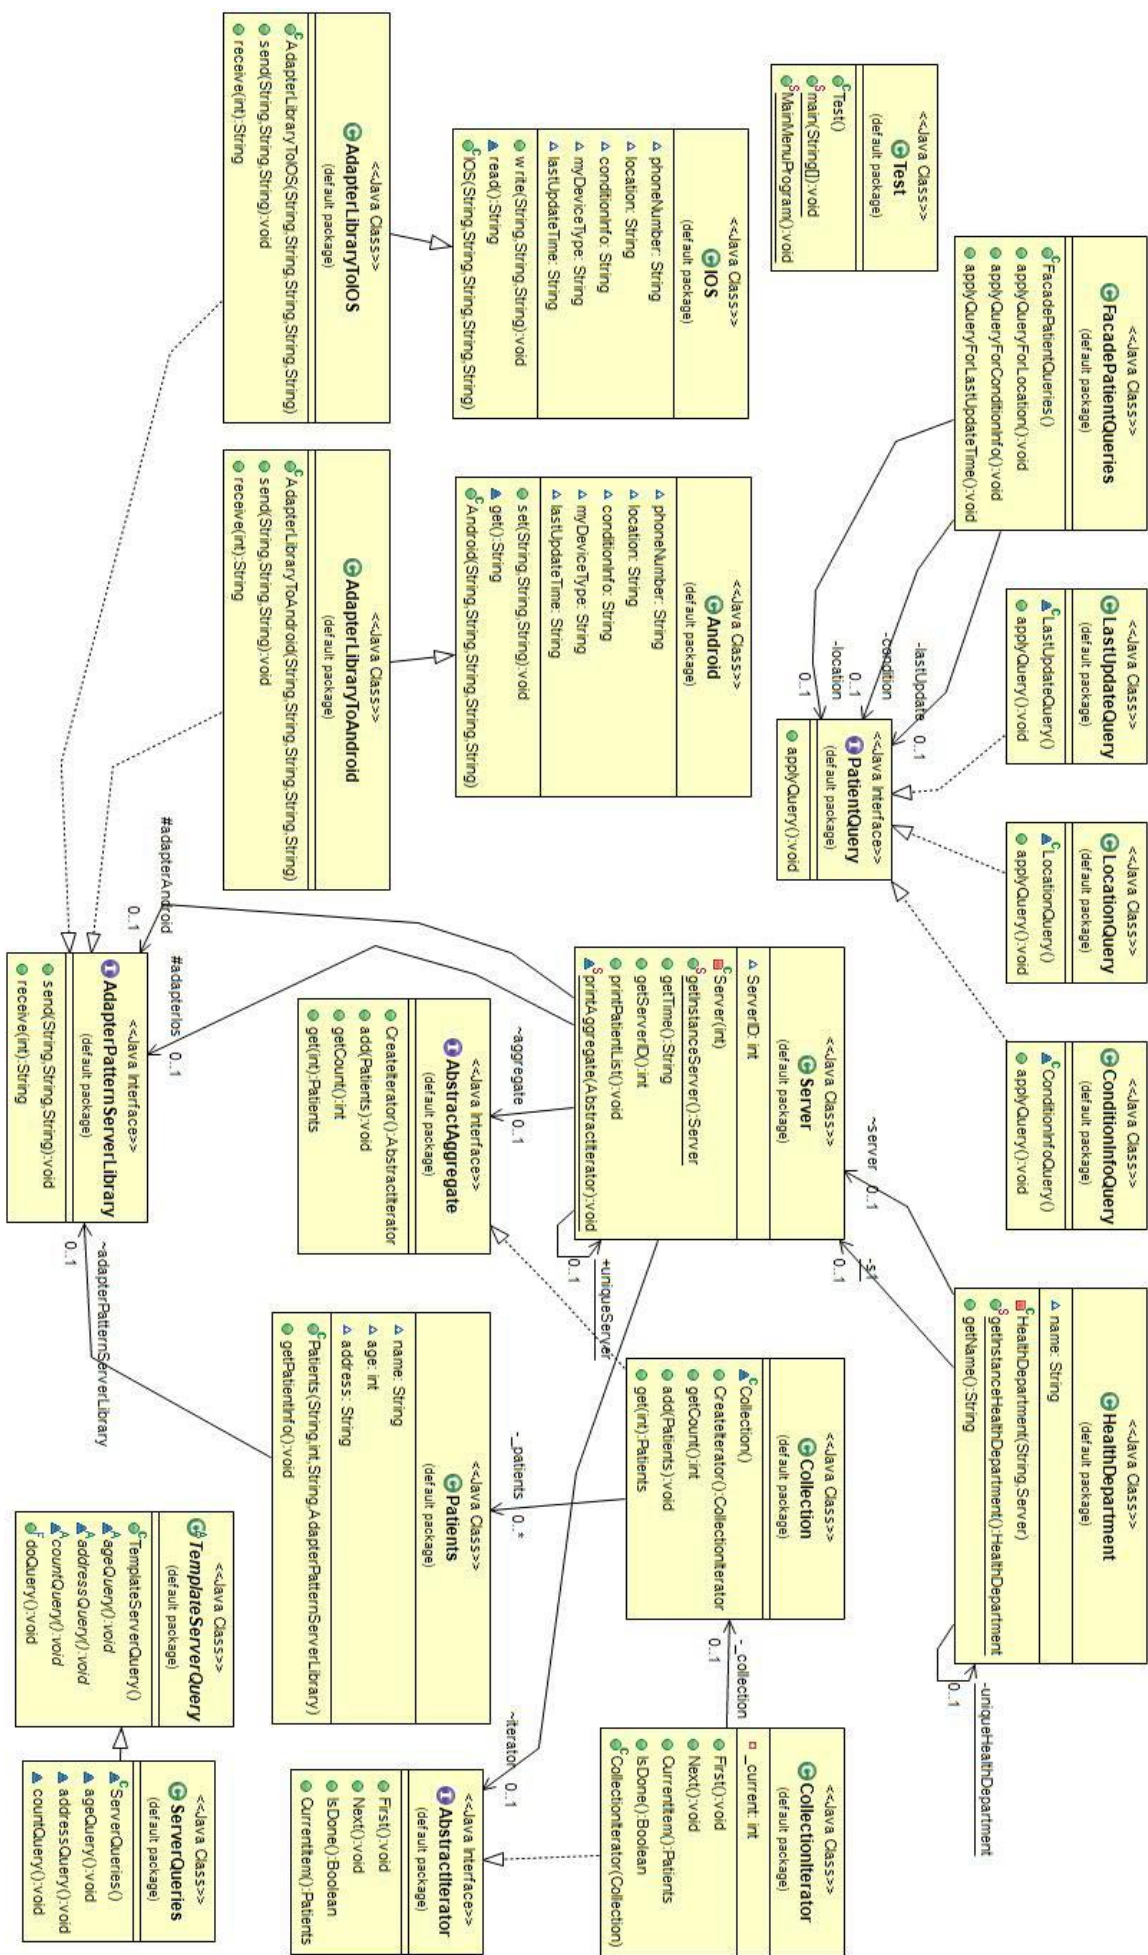 <<Java Class>>
Test
(default package)
Test()
main(String[]):void
MainMenuProgram():void
<<Java Class>>
FacadePatientQueries
(default package)
FacadePatientQueries()
applyQueryForLocation():void
applyQueryForConditionInfo():void
applyQueryForLastUpdateTime():void
<<Java Class>>
LastUpdateQuery
(default package)
LastUpdateQuery()
applyQuery():void
<<Java Class>>
LocationQuery
(default package)
LocationQuery()
applyQuery():void
<<Java Class>>
ConditionInfoQuery
(default package)
ConditionInfoQuery()
applyQuery():void
<<Java Class>>
HealthDepartment
(default package)
name: String
HealthDepartment(String,Server)
getInstanceHealthDepartment():HealthDepartment
getName():String
-uniqueHealthDepartment
0..1
-lastUpdate 0..1
-condition
0..1
-location
0..1
<<Java Interface>>
PatientQuery
(default package)
applyQuery():void
~server 0..1
-s1
0..1
<<Java Class>>
IOS
(default package)
phoneNumber: String
location: String
conditionInfo: String
myDeviceType: String
lastUpdateTime: String
write(String,String,String):void
read():String
IOS(String,String,String,String,String)
<<Java Class>>
Android
(default package)
phoneNumber: String
location: String
conditionInfo: String
myDeviceType: String
lastUpdateTime: String
set(String,String,String):void
get():String
Android(String,String,String,String,String)
<<Java Class>>
Server
(default package)
ServerID: int
Server(int)
getInstanceServer():Server
getTime():String
getServerID():int
printPatientList():void
printAggregate(AbstractIterator):void
+uniqueServer
0..1
<<Java Class>>
Collection
(default package)
Collection()
CreateIterator():CollectionIterator
getCount():int
add(Patients):void
get(int):Patients
-_collection
0..1
<<Java Class>>
CollectionIterator
(default package)
_current: int
First():void
Next():void
CurrentItem():Patients
IsDone():Boolean
CollectionIterator(Collection)
<<Java Class>>
AdapterLibraryToIOS
(default package)
AdapterLibraryToIOS(String,String,String,String,String)
send(String,String,String):void
receive(int):String
<<Java Class>>
AdapterLibraryToAndroid
(default package)
AdapterLibraryToAndroid(String,String,String,String,String)
send(String,String,String):void
receive(int):String
~aggregate 0..1
<<Java Interface>>
AbstractAggregate
(default package)
CreateIterator():AbstractIterator
add(Patients):void
getCount():int
get(int):Patients
-_patients 0..*
<<Java Class>>
Patients
(default package)
name: String
age: int
address: String
Patients(String,int,String,AdapterPatternServerLibrary)
getPatientInfo():void
~iterator 0..1
<<Java Interface>>
AbstractIterator
(default package)
First():void
Next():void
IsDone():Boolean
CurrentItem():Patients
#adapterAndroid
0..1
#adapterIos 0..1
<<Java Interface>>
AdapterPatternServerLibrary
(default package)
send(String,String,String):void
receive(int):String
~adapterPatternServerLibrary
0..1
<<Java Class>>
TemplateServerQuery
(default package)
TemplateServerQuery()
ageQuery():void
addressQuery():void
countQuery():void
doQuery():void
<<Java Class>>
ServerQueries
(default package)
ServerQueries()
ageQuery():void
addressQuery():void
countQuery():void